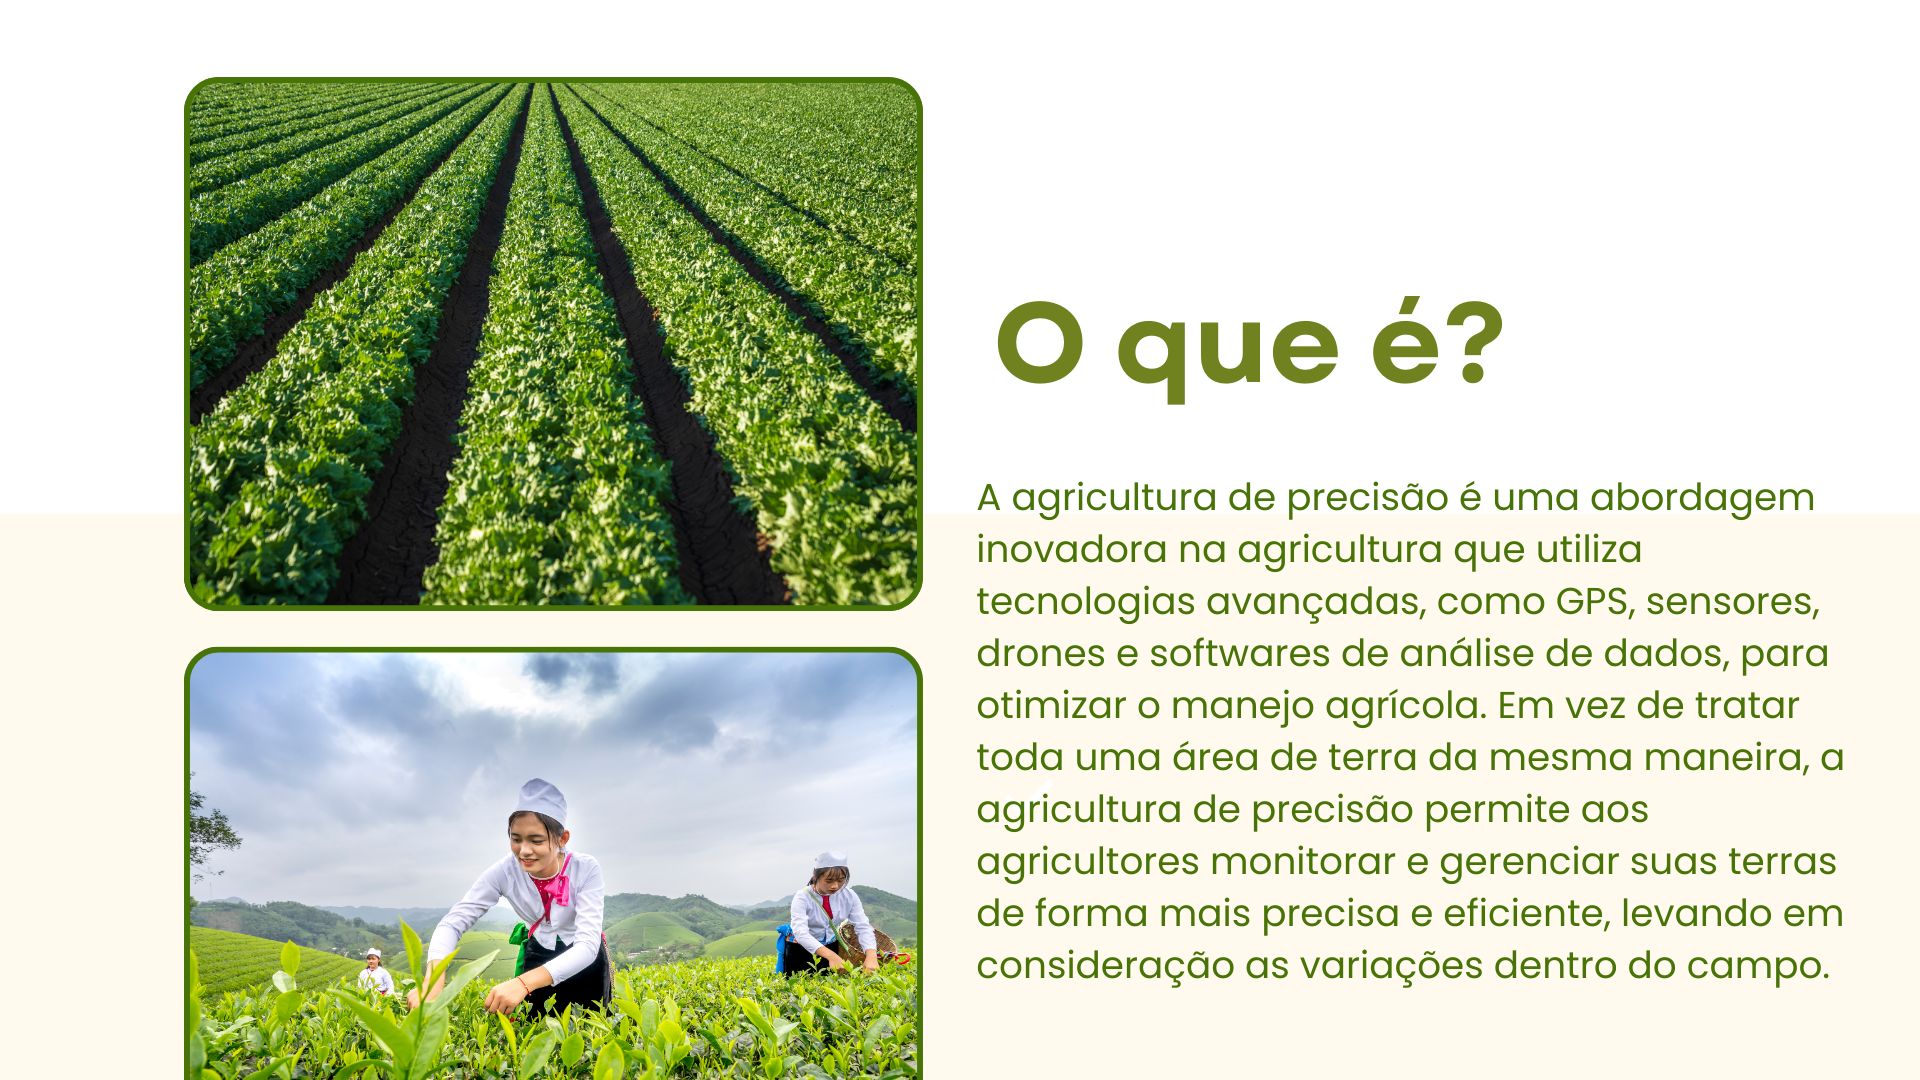 O que é?
A agricultura de precisão é uma abordagem
inovadora na agricultura que utiliza
tecnologias avançadas, como GPS, sensores,
drones e softwares de análise de dados, para
otimizar o manejo agrícola. Em vez de tratar
toda uma área de terra da mesma maneira, a
agricultura de precisão permite aos
agricultores monitorar e gerenciar suas terras
de forma mais precisa e eficiente, levando em
consideração as variações dentro do campo.